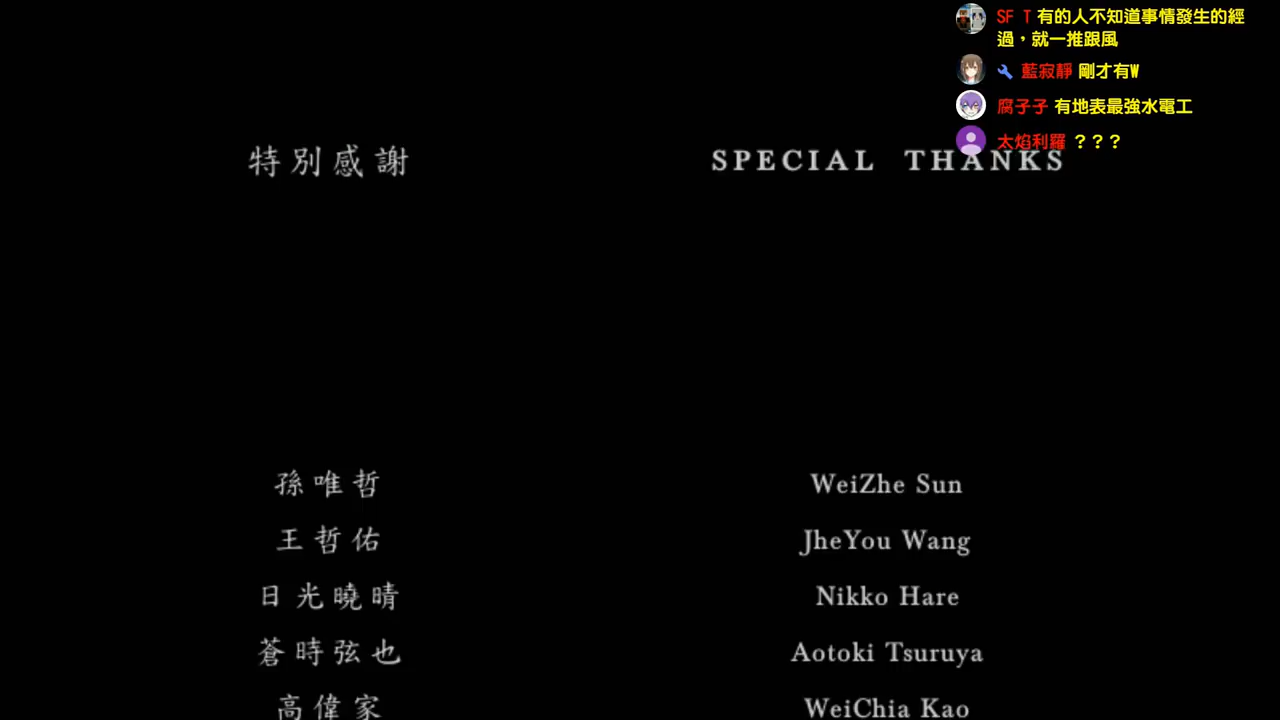 SF T 有的人不知道事情發生的經
過，就一推跟風
藍寂靜 剛才有W
腐子子 有地表最強水電工
太焰利羅 ？？？
特別感謝 SPECIAL THANKS
孫唯哲 WeiZhe Sun
王哲佑 JheYou Wang
日光曉晴 Nikko Hare
蒼時弦也 Aotoki Tsuruya
高偉家 WeiChia Kao